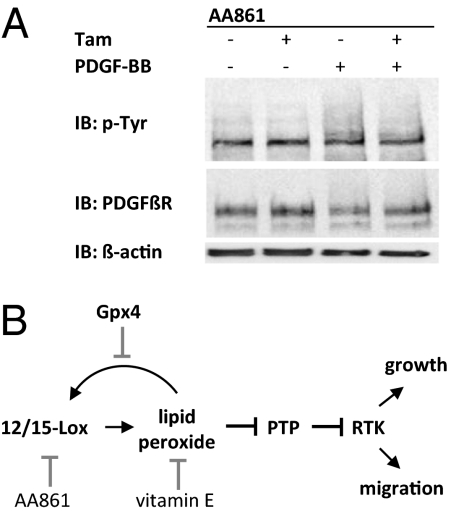 A
AA861
Tam - + - +
PDGF-BB - - + +
IB: p-Tyr
IB: PDGFßR
IB: ß-actin
B
Gpx4
growth
12/15-Lox lipid peroxide PTP RTK
migration
AA861 vitamin E